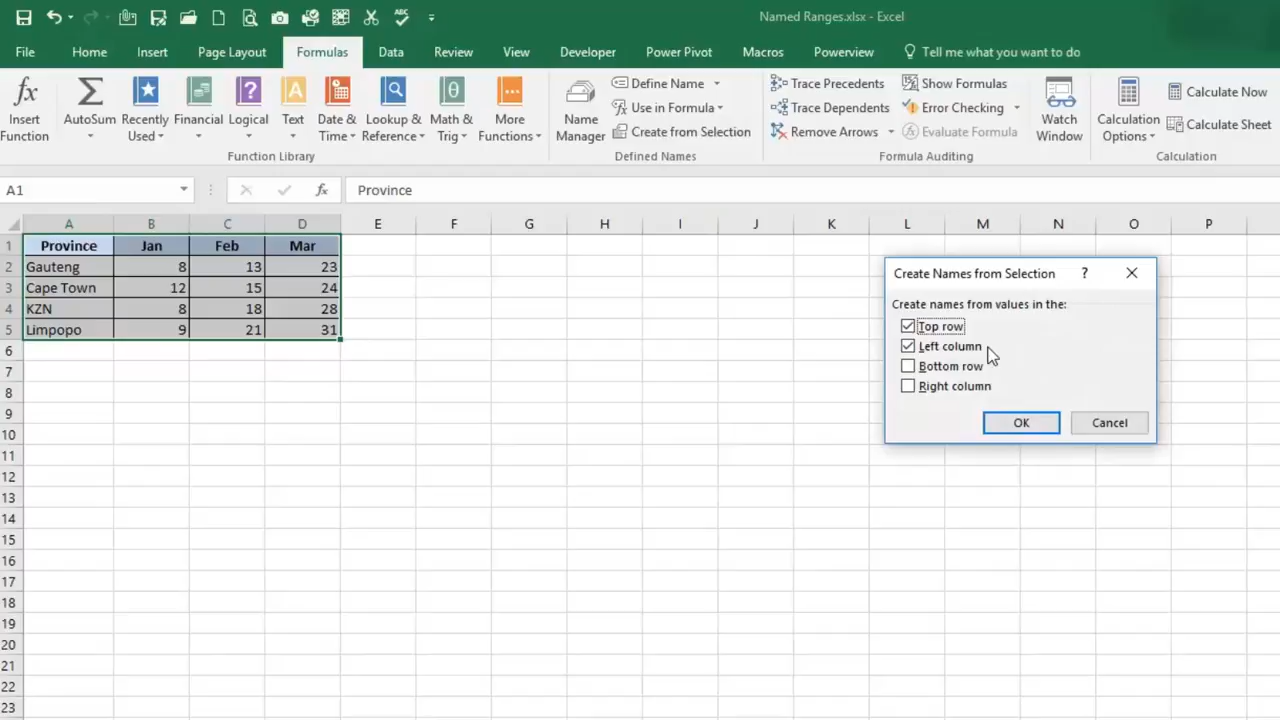 Named Ranges.xlsx - Excel
File Home Insert Page Layout Formulas Data Review View Developer Power Pivot Macros Powerview Tell me what you want to do
fx Insert Function
Σ AutoSum
Recently Used
Financial
? Logical
A Text
Date & Time
Lookup & Reference
θ Math & Trig
More Functions
Function Library
Name Manager
Define Name
Use in Formula
Create from Selection
Defined Names
Trace Precedents
Trace Dependents
Remove Arrows
Show Formulas
Error Checking
Evaluate Formula
Formula Auditing
Watch Window
Calculation Options
Calculate Now
Calculate Sheet
Calculation
A1 fx Province
A B C D E F G H I J K L M N O P
1 Province Jan Feb Mar
2 Gauteng 8 13 23
3 Cape Town 12 15 24
4 KZN 8 18 28
5 Limpopo 9 21 31
6
7
8
9
10
11
12
13
14
15
16
17
18
19
20
21
22
23
Create Names from Selection ?
Create names from values in the:
Top row
Left column
Bottom row
Right column
OK Cancel